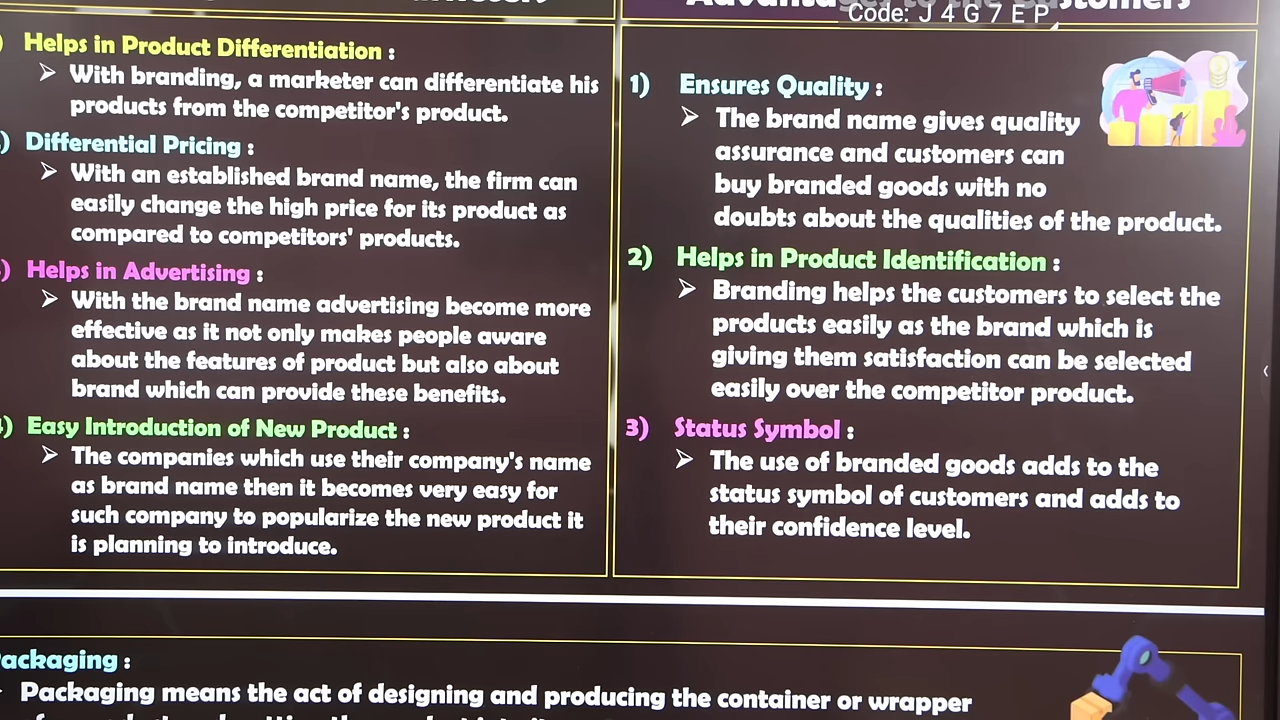 Code: J 4 G 7 E P
Helps in Product Differentiation :
With branding, a marketer can differentiate his
products from the competitor's product.
Differential Pricing :
With an established brand name, the firm can
easily change the high price for its product as
compared to competitors' products.
Helps in Advertising :
With the brand name advertising become more
effective as it not only makes people aware
about the features of product but also about
brand which can provide these benefits.
Easy Introduction of New Product :
The companies which use their company's name
as brand name then it becomes very easy for
such company to popularize the new product it
is planning to introduce.
1) Ensures Quality :
The brand name gives quality
assurance and customers can
buy branded goods with no
doubts about the qualities of the product.
2) Helps in Product Identification :
Branding helps the customers to select the
products easily as the brand which is
giving them satisfaction can be selected
easily over the competitor product.
3) Status Symbol :
The use of branded goods adds to the
status symbol of customers and adds to
their confidence level.
ackaging :
Packaging means the act of designing and producing the container or wrapper